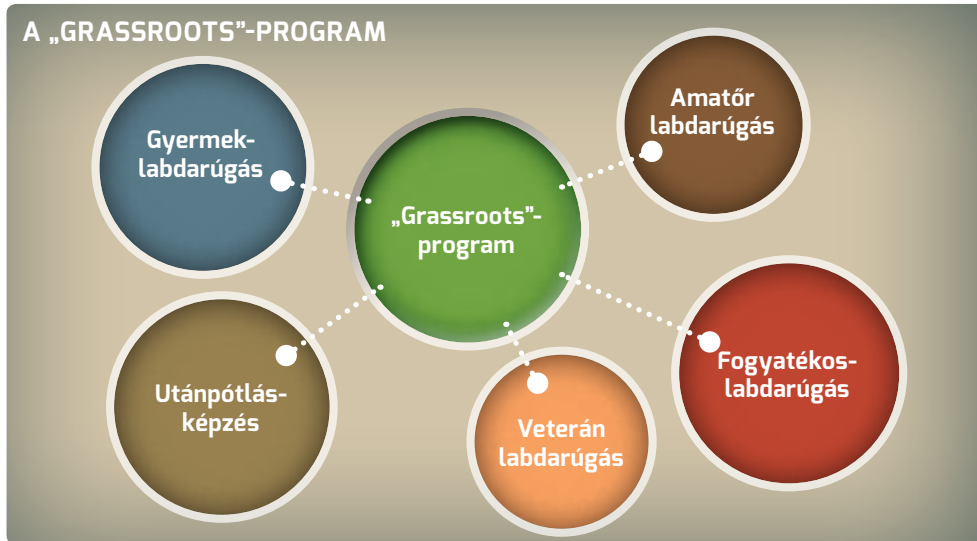 A „GRASSROOTS”-PROGRAM
Gyermek-
labdarúgás
Amatőr
labdarúgás
„Grassroots”-
program
Utánpótlás-
képzés
Veterán
labdarúgás
Fogyatékos-
labdarúgás